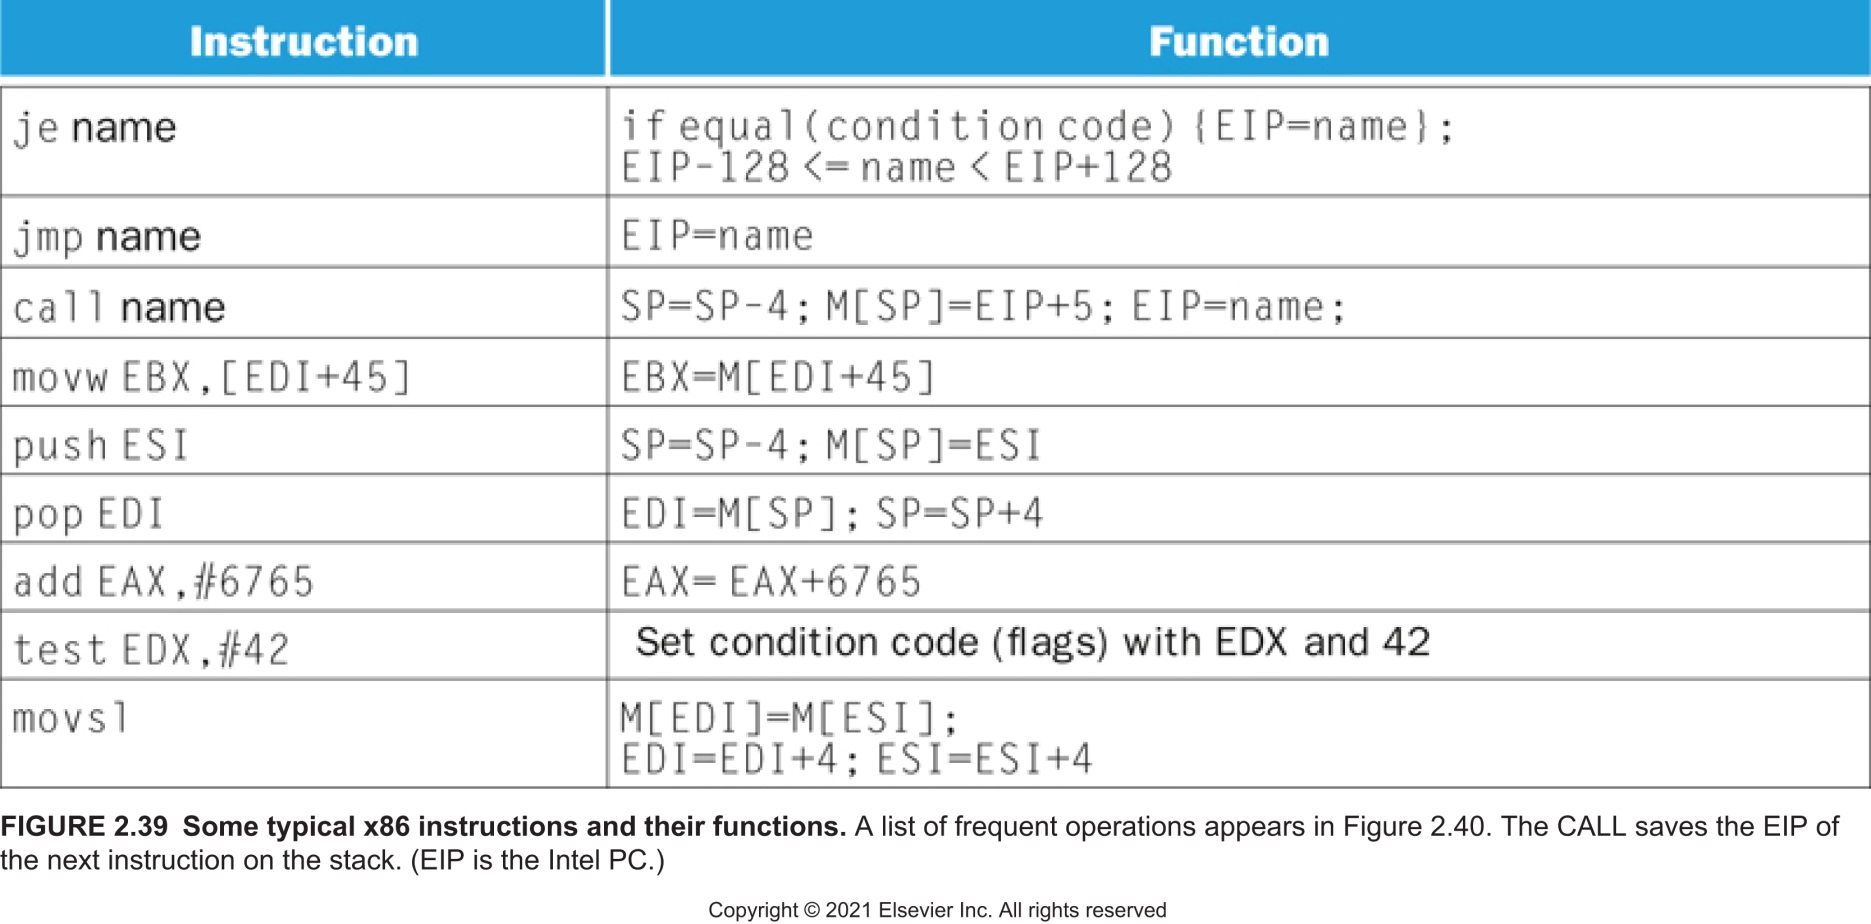 Instruction Function
je name if equal(condition code) {EIP=name};
EIP-128 <= name < EIP+128
jmp name EIP=name
call name SP=SP-4; M[SP]=EIP+5; EIP=name;
movw EBX,[EDI+45] EBX=M[EDI+45]
push ESI SP=SP-4; M[SP]=ESI
pop EDI EDI=M[SP]; SP=SP+4
add EAX,#6765 EAX= EAX+6765
test EDX,#42 Set condition code (flags) with EDX and 42
movsl M[EDI]=M[ESI];
EDI=EDI+4; ESI=ESI+4
FIGURE 2.39 Some typical x86 instructions and their functions. A list of frequent operations appears in Figure 2.40. The CALL saves the EIP of
the next instruction on the stack. (EIP is the Intel PC.)
Copyright © 2021 Elsevier Inc. All rights reserved